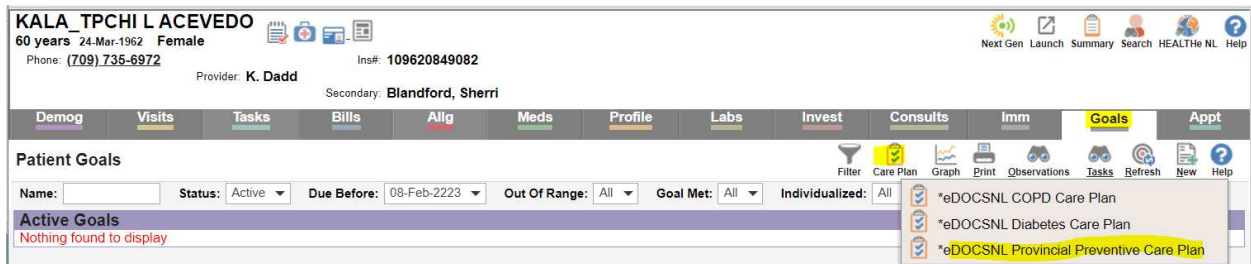 KALA_TPCHI L ACEVEDO
60 years 24-Mar-1962 Female
Next Gen Launch Summary Search HEALTHe NL Help
Phone: (709) 735-6972 Ins#: 109620849082
Provider: K. Dadd
Secondary: Blandford, Sherri
Demog Visits Tasks Bills Allg Meds Profile Labs Invest Consults Imm Goals Appt
Patient Goals
Filter Care Plan Graph Print Observations Tasks Refresh New Help
Name: Status: Active Due Before: 08-Feb-2223 Out Of Range: All Goal Met: All Individualized: All
*eDOCSNL COPD Care Plan
Active Goals
*eDOCSNL Diabetes Care Plan
Nothing found to display
*eDOCSNL Provincial Preventive Care Plan